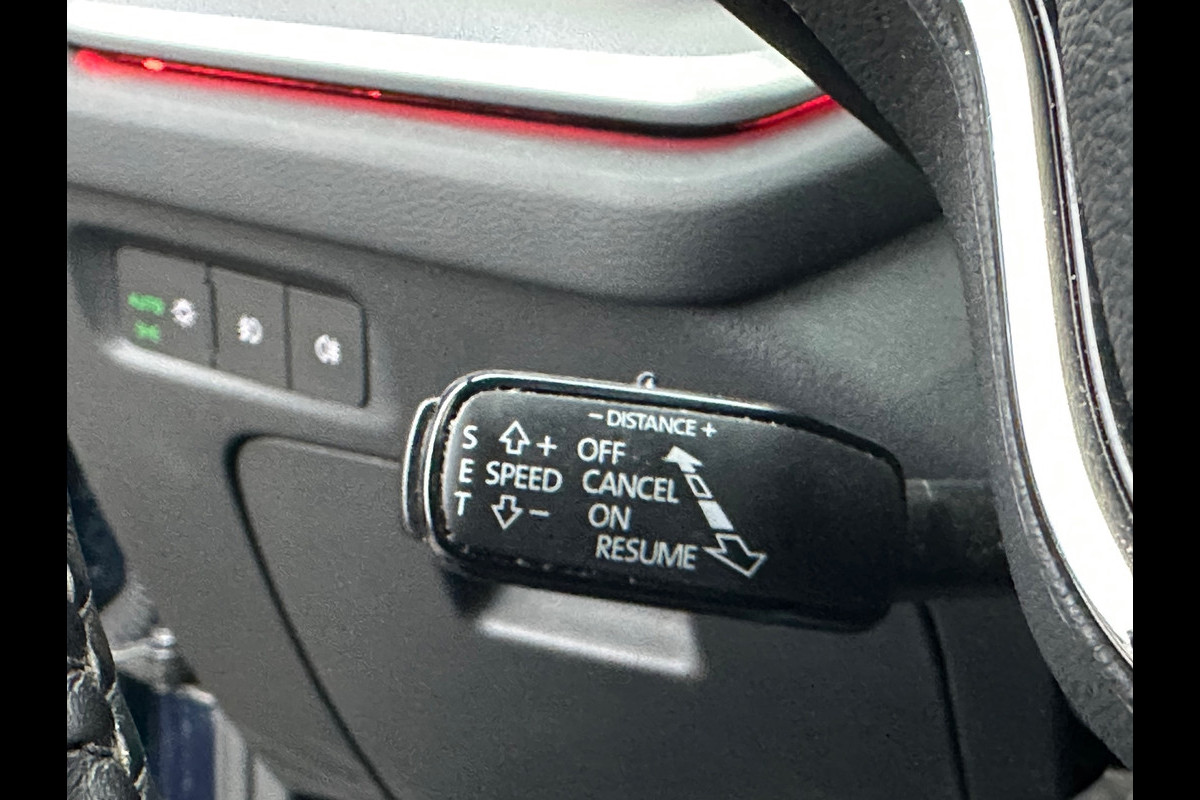 AUTO
- DISTANCE +
S + OFF
E SPEED CANCEL
T - ON
RESUME